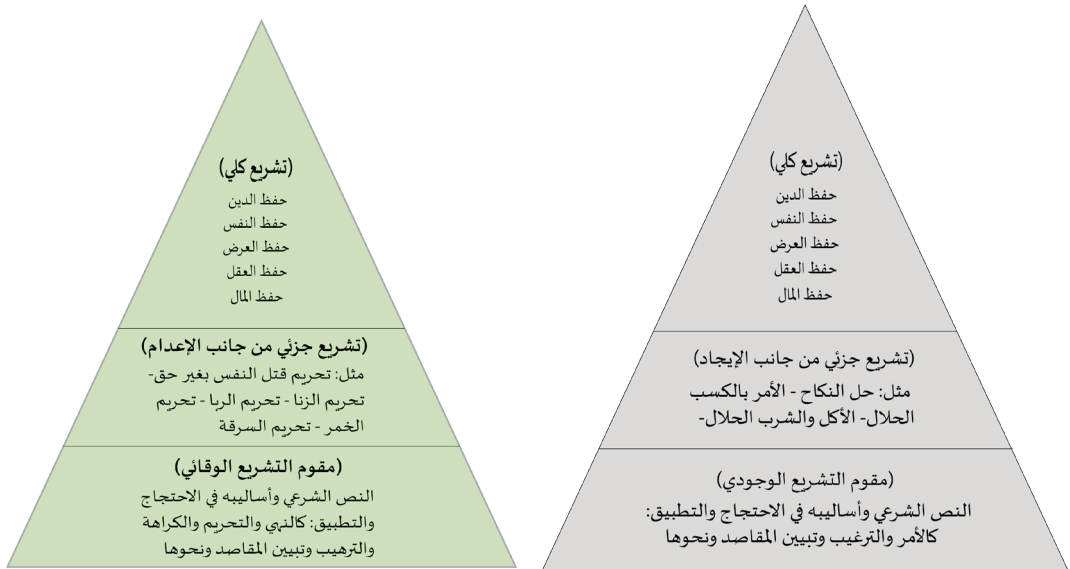 (تشريع كلي)
حفظ الدين
حفظ النفس
حفظ العرض
حفظ العقل
حفظ المال
(تشريع جزئي من جانب الإيجاد)
مثل: حل النكاح - الأمر بالكسب
الحلال- الأكل والشرب الحلال-
(مقوم التشريع الوجودي)
النص الشرعي وأساليبه في الاحتجاج والتطبيق:
كالأمر والترغيب وتبيين المقاصد ونحوها
(تشريع كلي)
حفظ الدين
حفظ النفس
حفظ العرض
حفظ العقل
حفظ المال
(تشريع جزئي من جانب الإعدام)
مثل: تحريم قتل النفس بغير حق-
تحريم الزنا - تحريم الربا - تحريم
الخمر - تحريم السرقة
(مقوم التشريع الوقائي)
النص الشرعي وأساليبه في الاحتجاج
والتطبيق: كالنهي والتحريم والكراهة
والترهيب وتبيين المقاصد ونحوها